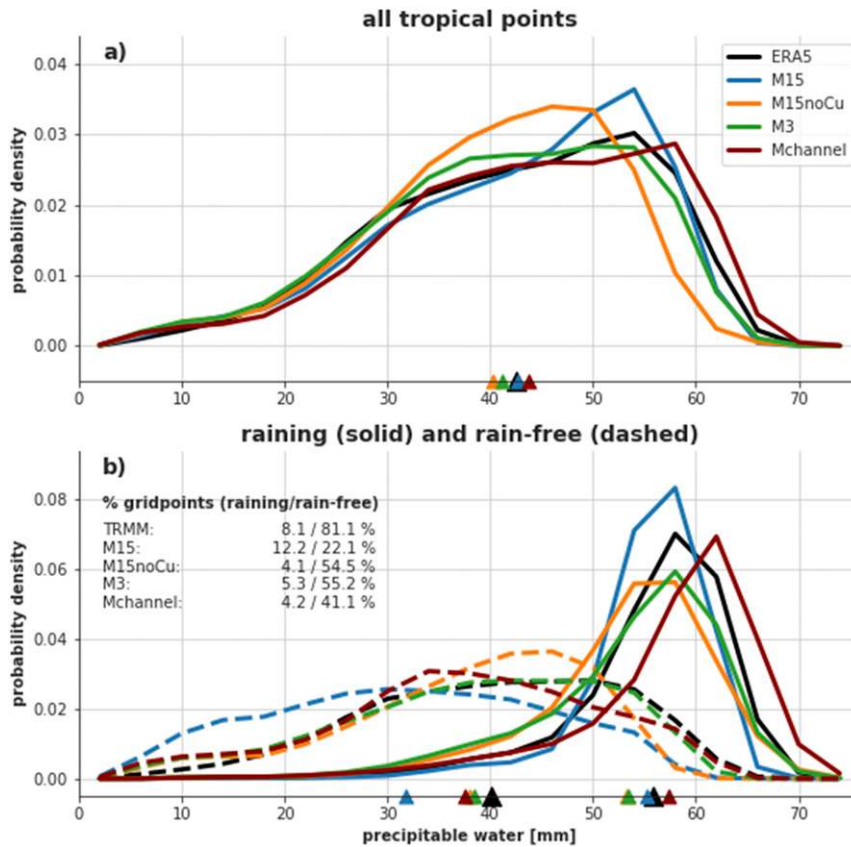 all tropical points
a)
ERA5
M15
M15noCu
M3
Mchannel
probability density
0.04
0.03
0.02
0.01
0.00
0 10 20 30 40 50 60 70
raining (solid) and rain-free (dashed)
b)
% gridpoints (raining/rain-free)
TRMM: 8.1 / 81.1 %
M15: 12.2 / 22.1 %
M15noCu: 4.1 / 54.5 %
M3: 5.3 / 55.2 %
Mchannel: 4.2 / 41.1 %
probability density
0.08
0.06
0.04
0.02
0.00
0 10 20 30 40 50 60 70
precipitable water [mm]